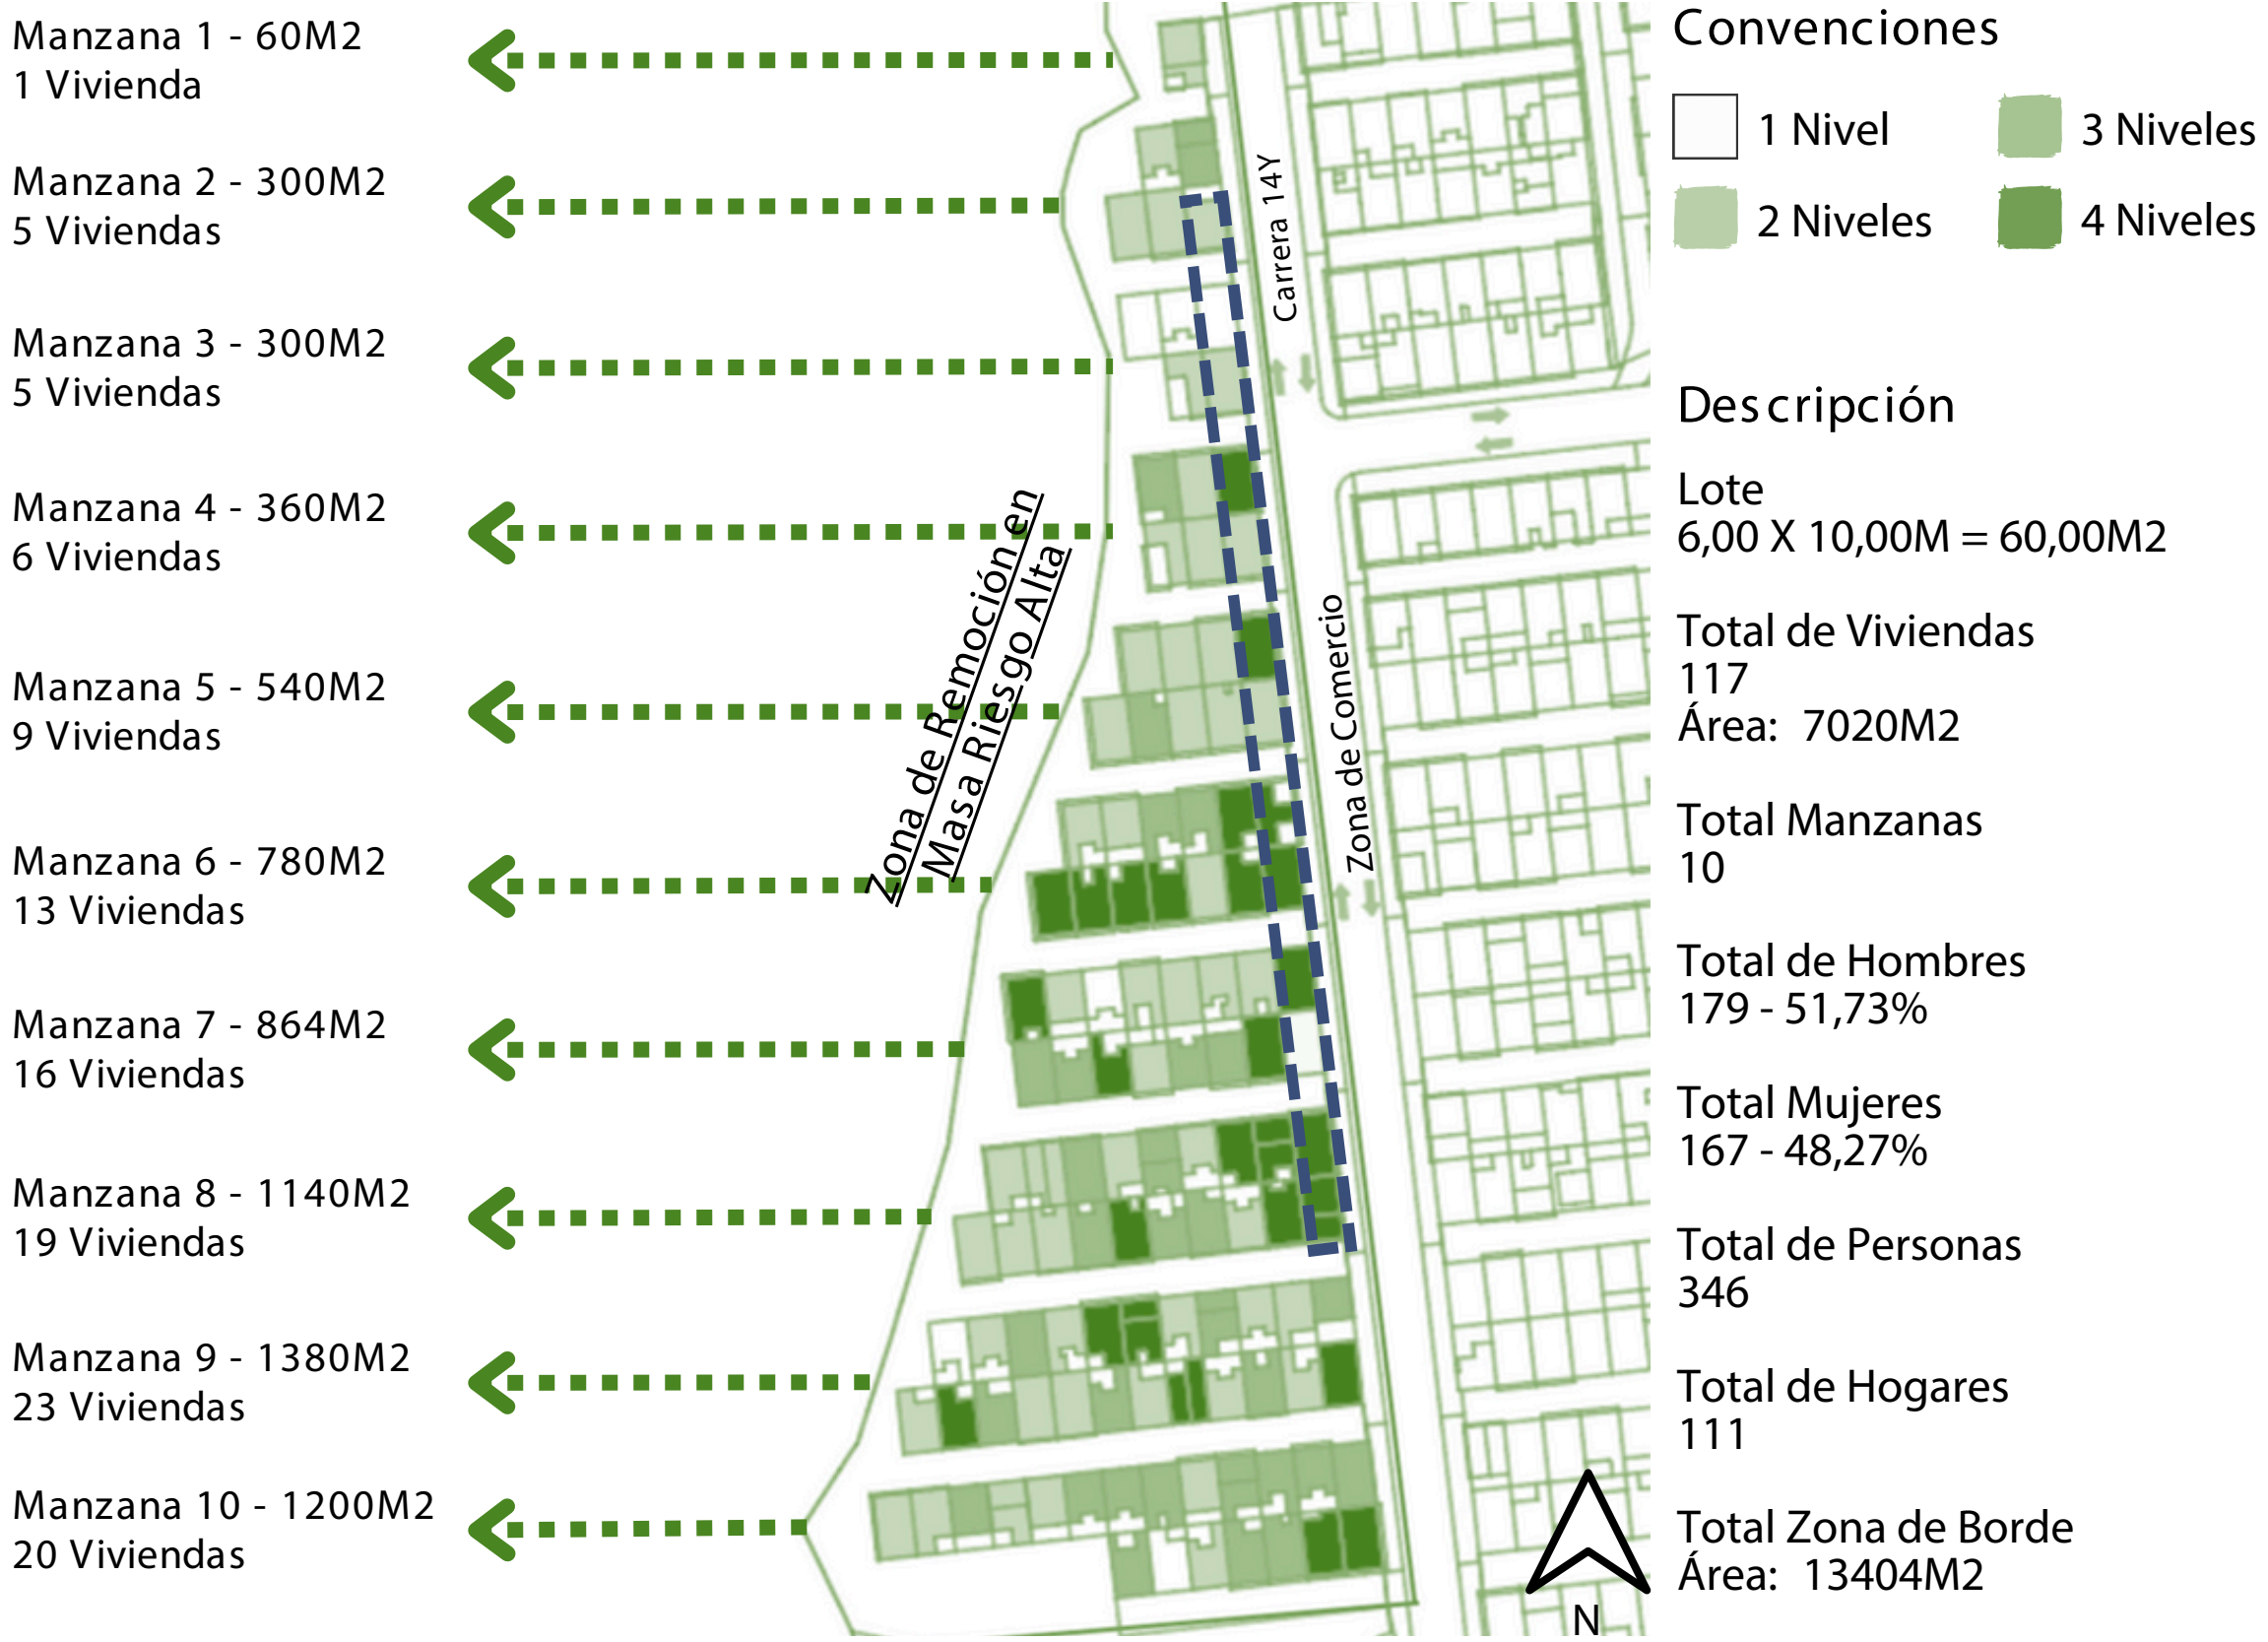 Manzana 1 - 60M2
1 Vivienda
Manzana 2 - 300M2
5 Viviendas
Manzana 3 - 300M2
5 Viviendas
Manzana 4 - 360M2
6 Viviendas
Manzana 5 - 540M2
9 Viviendas
Manzana 6 - 780M2
13 Viviendas
Manzana 7 - 864M2
16 Viviendas
Manzana 8 - 1140M2
19 Viviendas
Manzana 9 - 1380M2
23 Viviendas
Manzana 10 - 1200M2
20 Viviendas
Zona de Remoción en
Masa Riesgo Alta
Carrera 14Y
Zona de Comercio
Convenciones
1 Nivel
3 Niveles
2 Niveles
4 Niveles
Descripción
Lote
6,00 X 10,00M = 60,00M2
Total de Viviendas
117
Área: 7020M2
Total Manzanas
10
Total de Hombres
179 - 51,73%
Total Mujeres
167 - 48,27%
Total de Personas
346
Total de Hogares
111
Total Zona de Borde
Área: 13404M2
N